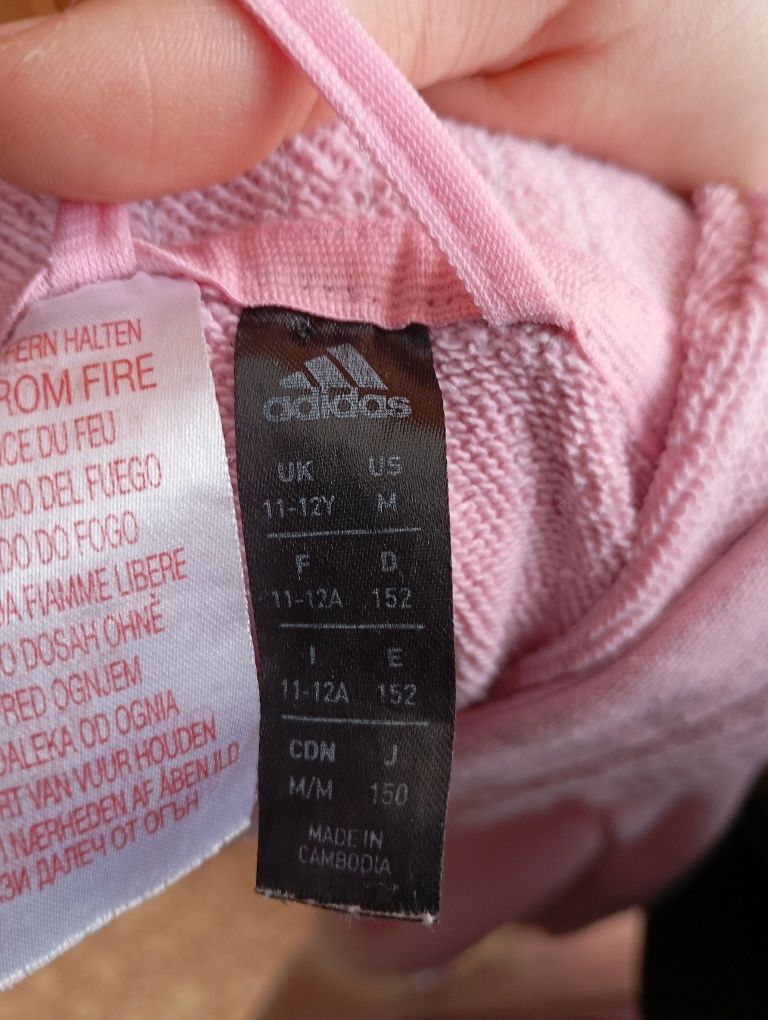 FERN HALTEN
ROM FIRE
CE DU FEU
DO DEL FUEGO
DO DO FOGO
DA FIAMME LIBERE
O DOSAH OHNĚ
RED OGNJEM
DALEKA OD OGNIA
RT VAN VUUR HOUDEN
I NÆRHEDEN AF ÅBEN ILD
ЗИ ДАЛЕЧ ОТ ОГЪН
adidas
UK US
11-12Y M
F D
11-12A 152
I E
11-12A 152
CDN J
M/M 150
MADE IN
CAMBODIA